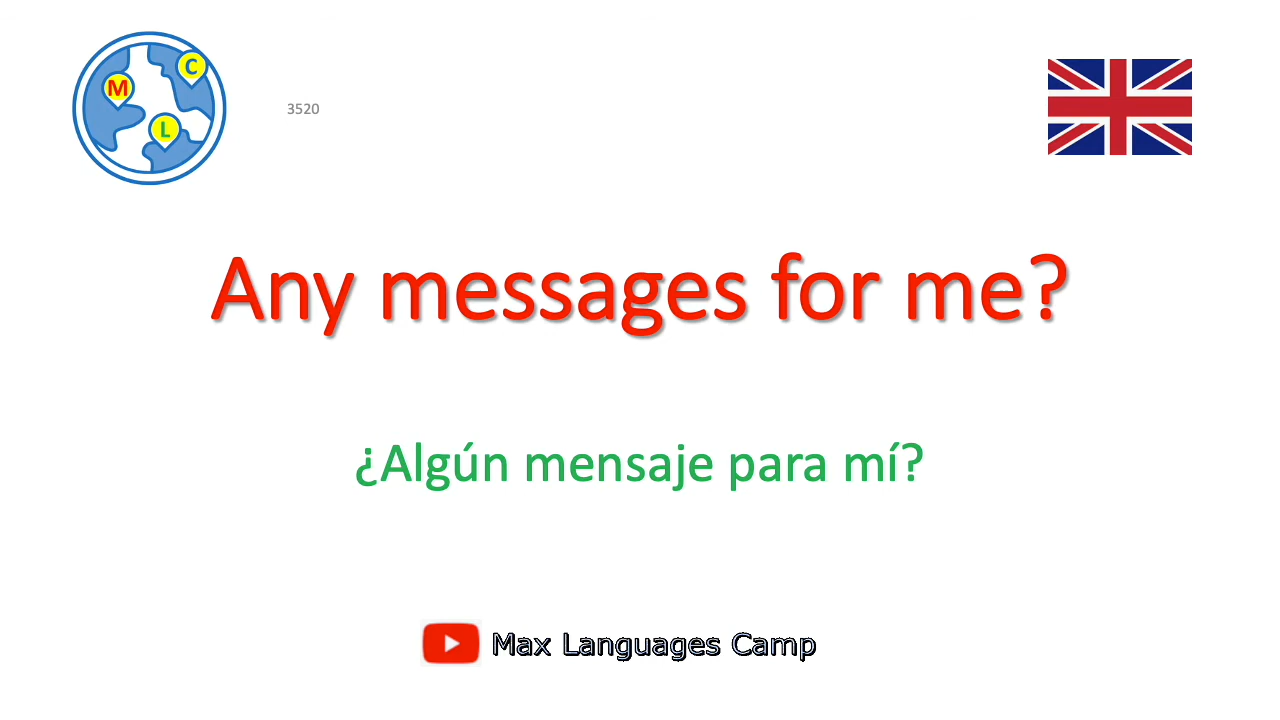 M
C
L
3520
Any messages for me?
¿Algún mensaje para mí?
Max Languages Camp